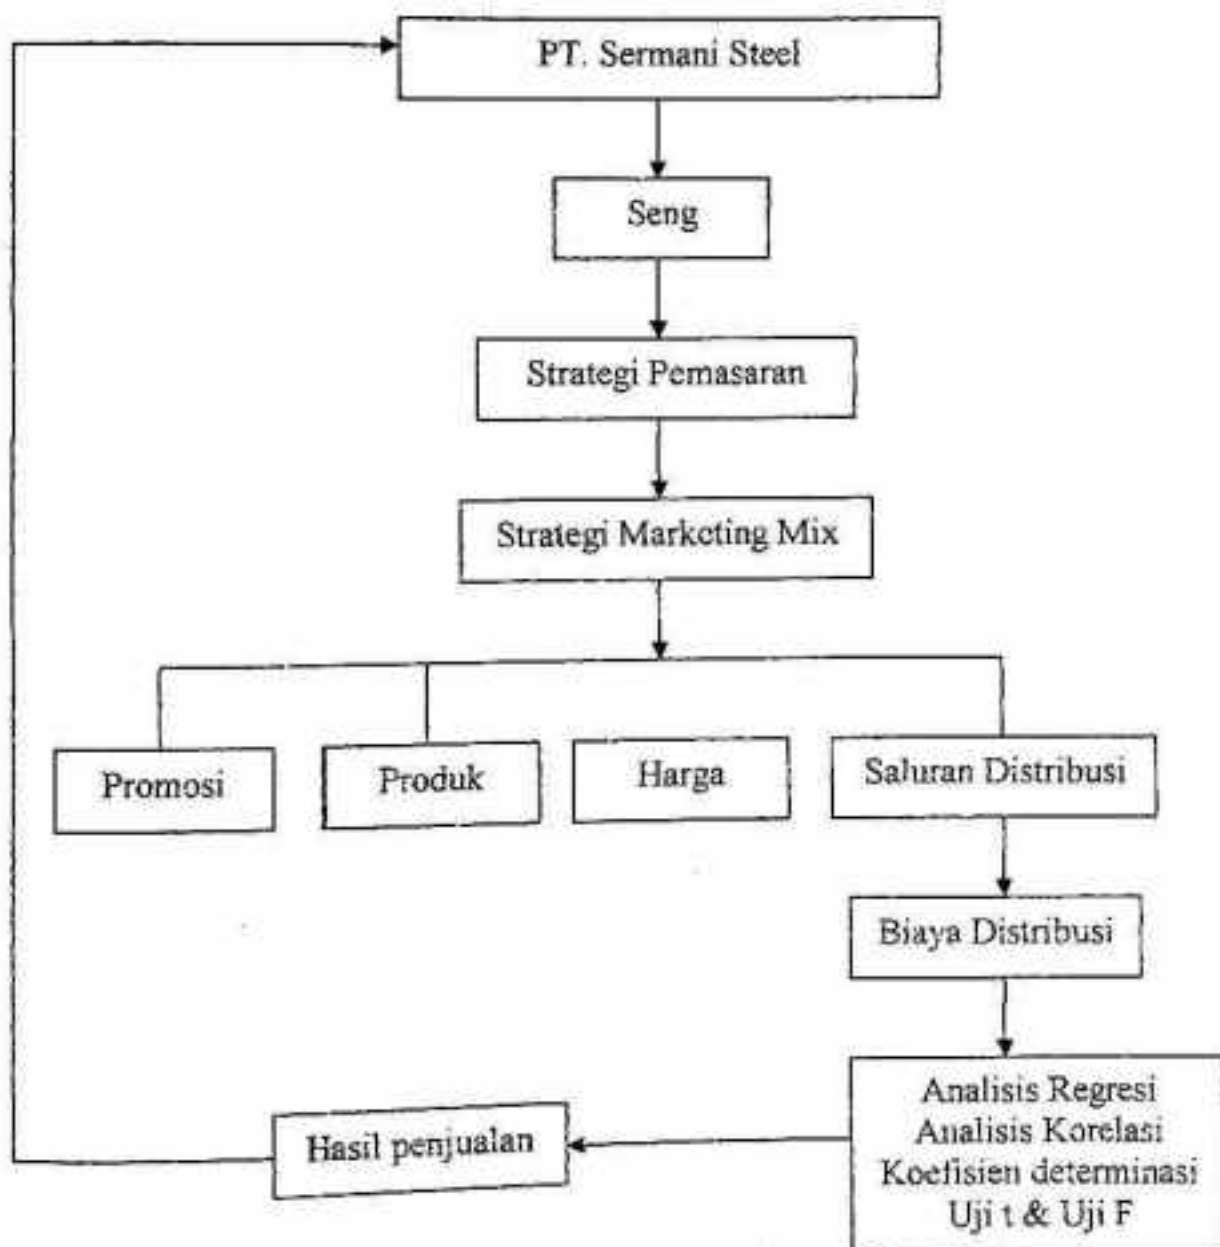 PT. Sermani Steel
Seng
Strategi Pemasaran
Strategi Marketing Mix
Promosi
Produk
Harga
Saluran Distribusi
Biaya Distribusi
Analisis Regresi
Analisis Korelasi
Koefisien determinasi
Uji t & Uji F
Hasil penjualan